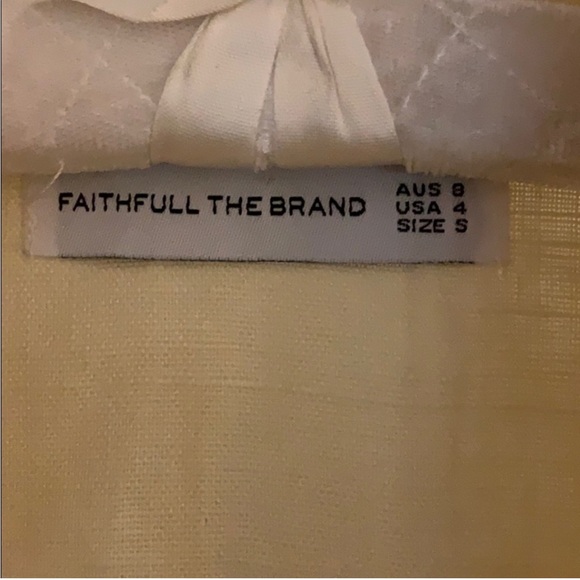 FAITHFULL THE BRAND
AUS 8
USA 4
SIZE S